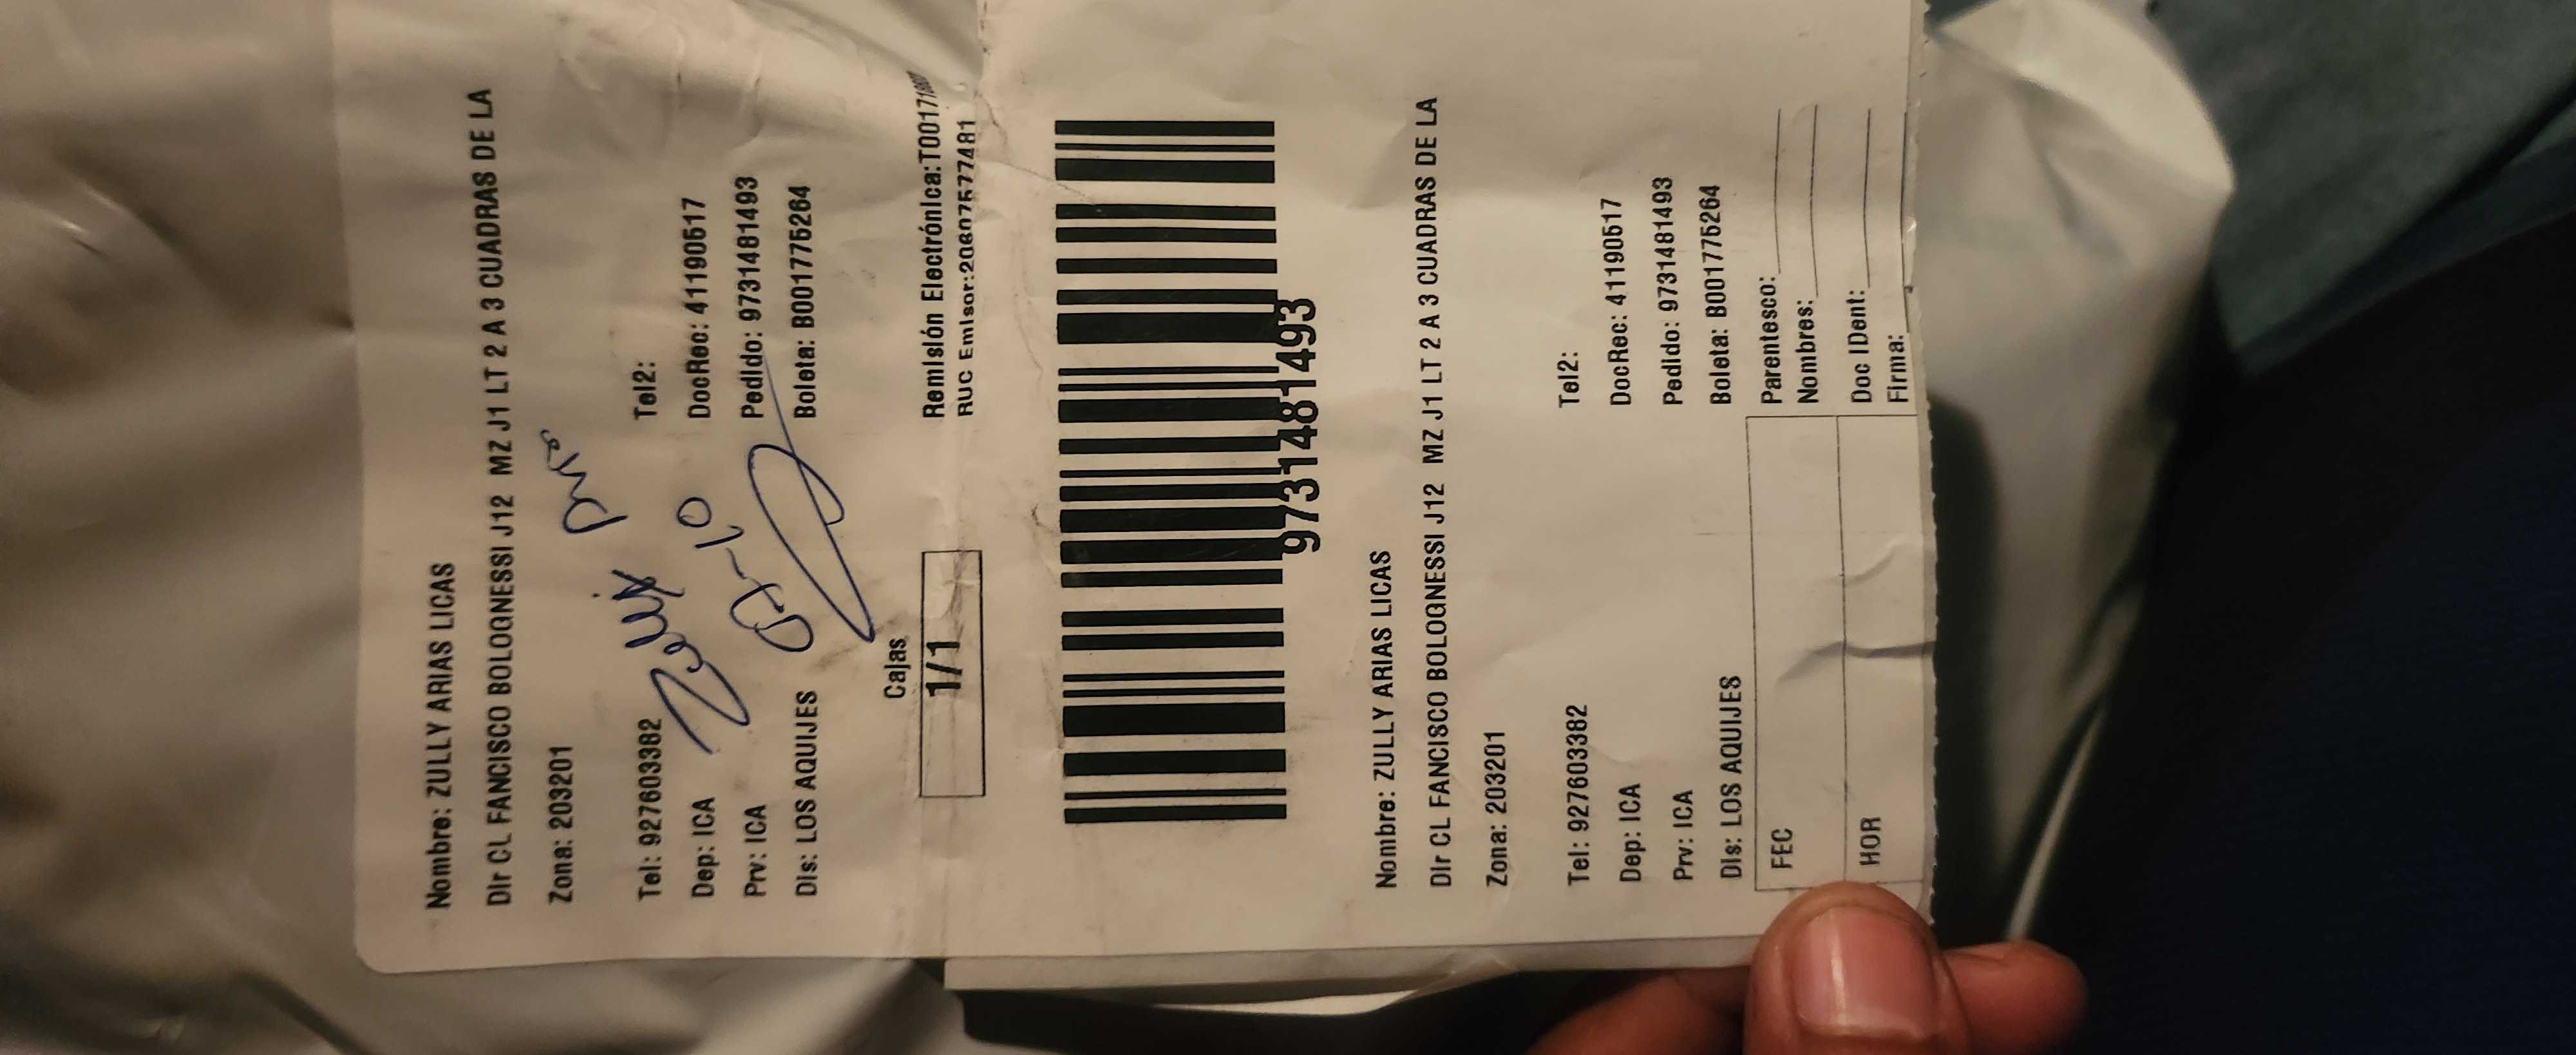 Nombre: ZULLY ARIAS LICAS
Dir CL FANCISCO BOLOGNESSI J12 MZ J1 LT 2 A 3 CUADRAS DE LA
Zona: 203201
Tel: 927603382 Tel2:
Dep: ICA DocRec: 41190517
Prv: ICA Pedido: 9731481493
Dis: LOS AQUIJES Boleta: B001775264
Cajas
1/1
Remisión Electrónica:T00171
RUC Emisor:20607577481
9731481493
Nombre: ZULLY ARIAS LICAS
Dir CL FANCISCO BOLOGNESSI J12 MZ J1 LT 2 A 3 CUADRAS DE LA
Zona: 203201
Tel: 927603382 Tel2:
Dep: ICA DocRec: 41190517
Prv: ICA Pedido: 9731481493
Dis: LOS AQUIJES Boleta: B001775264
FEC Parentesco:
Nombres:
HOR Doc IDent:
Firma: